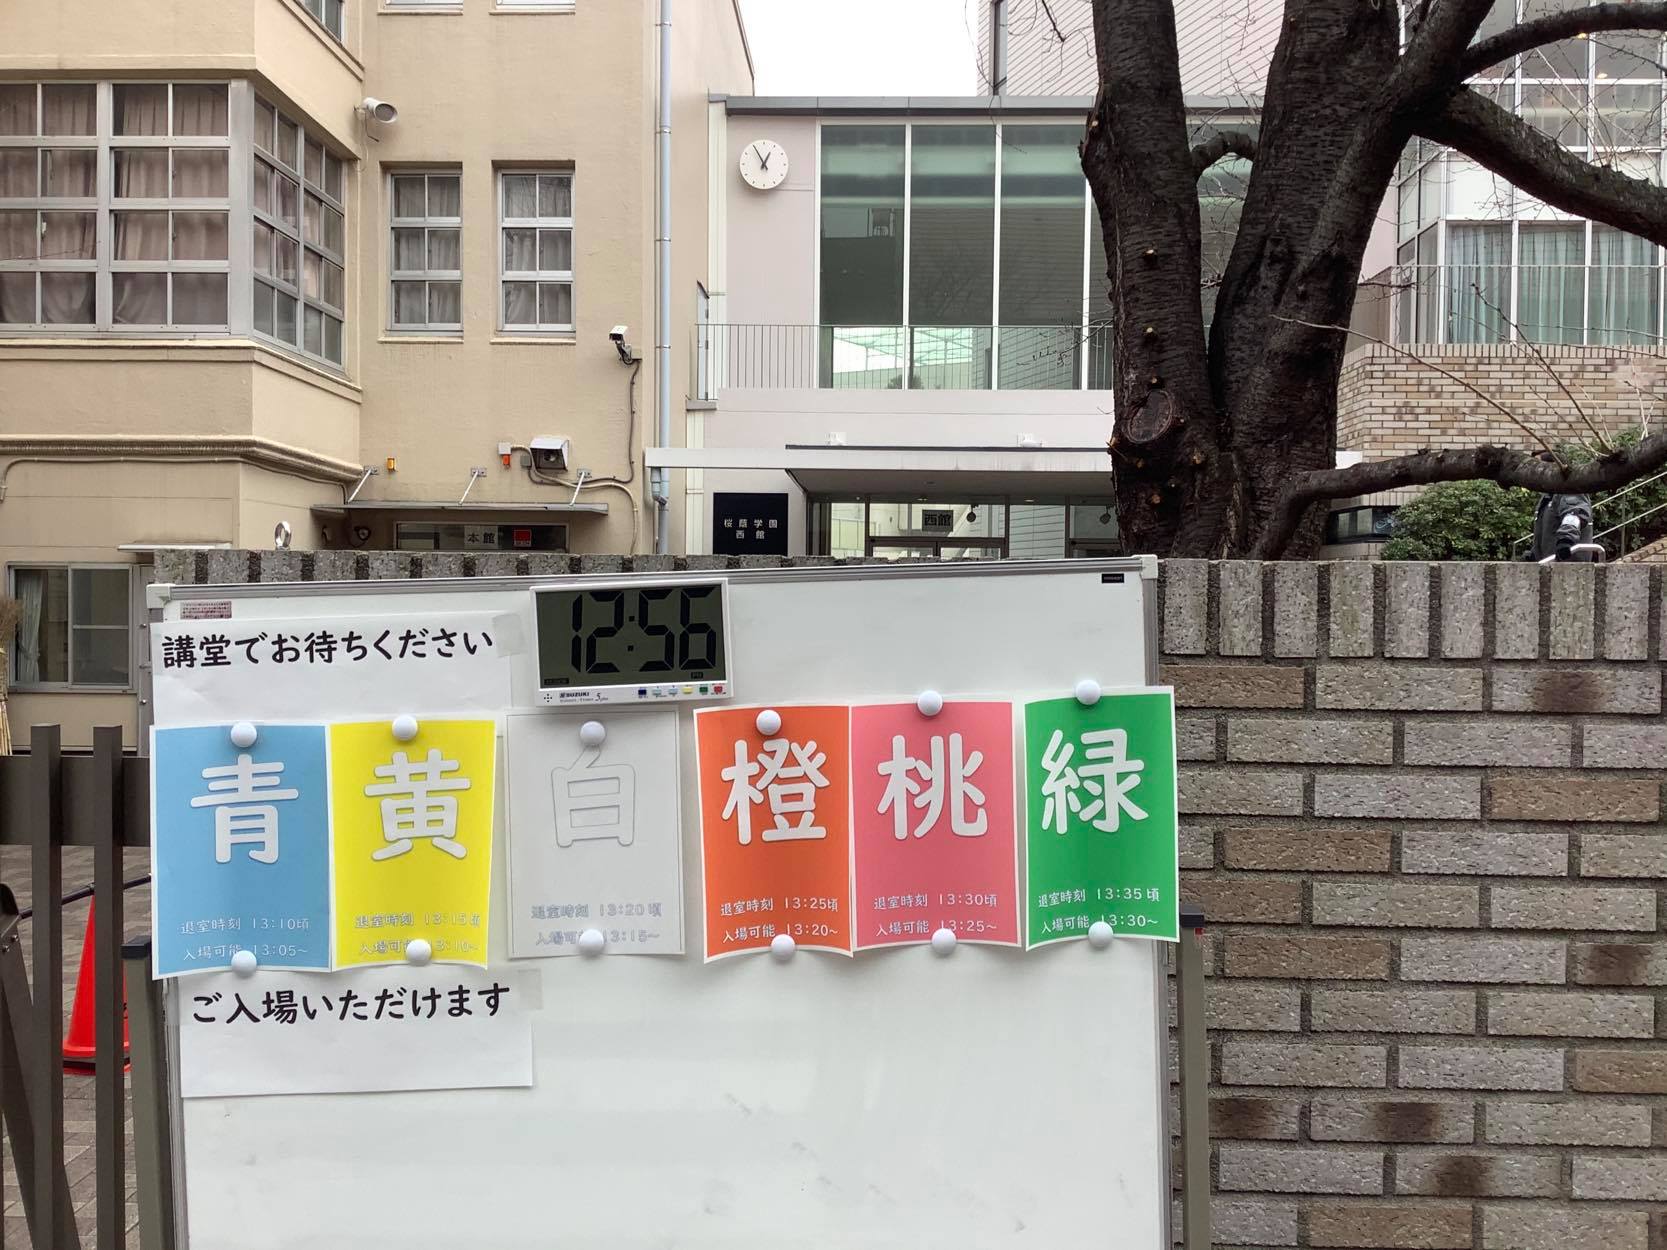 桜蔭学園
西館
西館
本館
講堂でお待ちください
12:56
SUZUKI
青
退室時刻 13:10頃
入場可能 13:05～
黄
退室時刻 13:15頃
入場可能 13:10～
白
退室時刻 13:20頃
入場可能 13:15～
橙
退室時刻 13:25頃
入場可能 13:20～
桃
退室時刻 13:30頃
入場可能 13:25～
緑
退室時刻 13:35頃
入場可能 13:30～
ご入場いただけます